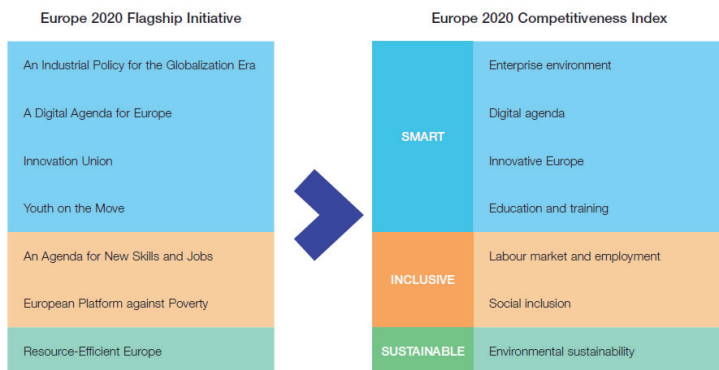 Europe 2020 Flagship Initiative
An Industrial Policy for the Globalization Era
A Digital Agenda for Europe
Innovation Union
Youth on the Move
An Agenda for New Skills and Jobs
European Platform against Poverty
Resource-Efficient Europe
Europe 2020 Competitiveness Index
SMART
Enterprise environment
Digital agenda
Innovative Europe
Education and training
INCLUSIVE
Labour market and employment
Social inclusion
SUSTAINABLE
Environmental sustainability